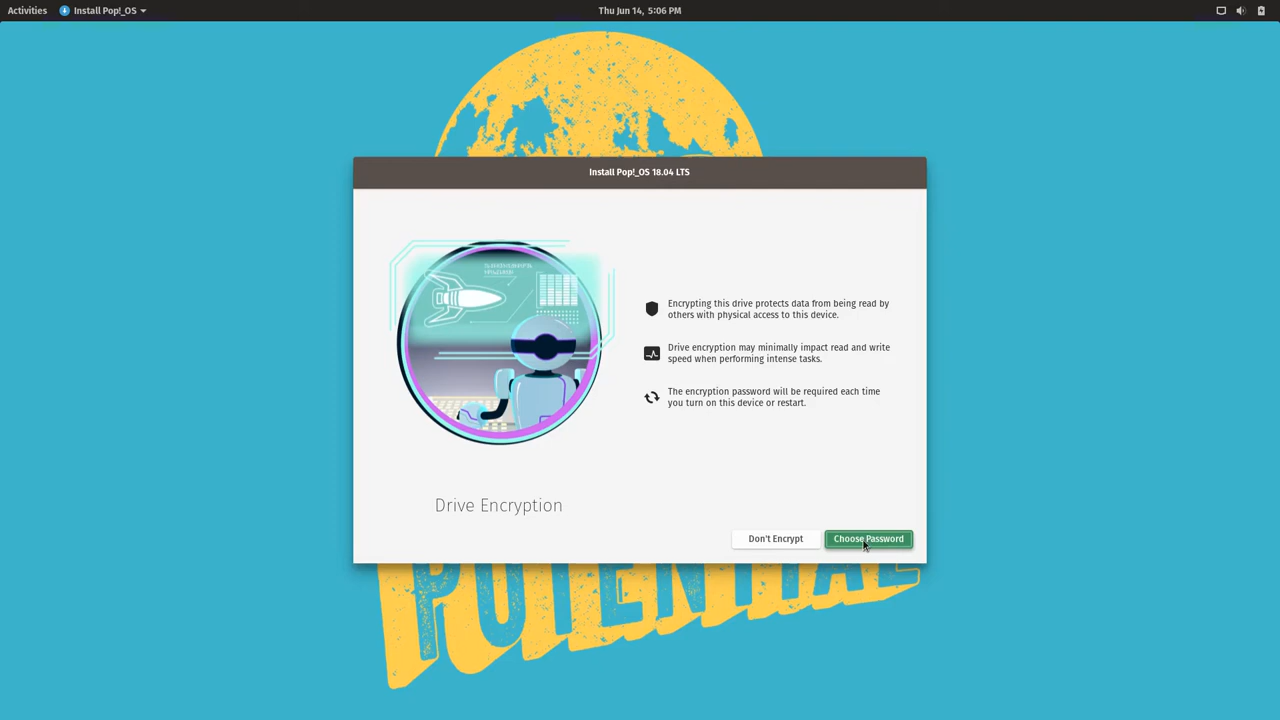 Activities
Install Pop!_OS
Thu Jun 14, 5:06 PM
Install Pop!_OS 18.04 LTS
Encrypting this drive protects data from being read by
others with physical access to this device.
Drive encryption may minimally impact read and write
speed when performing intense tasks.
The encryption password will be required each time
you turn on this device or restart.
Drive Encryption
Don't Encrypt
Choose Password
POTENTIAL